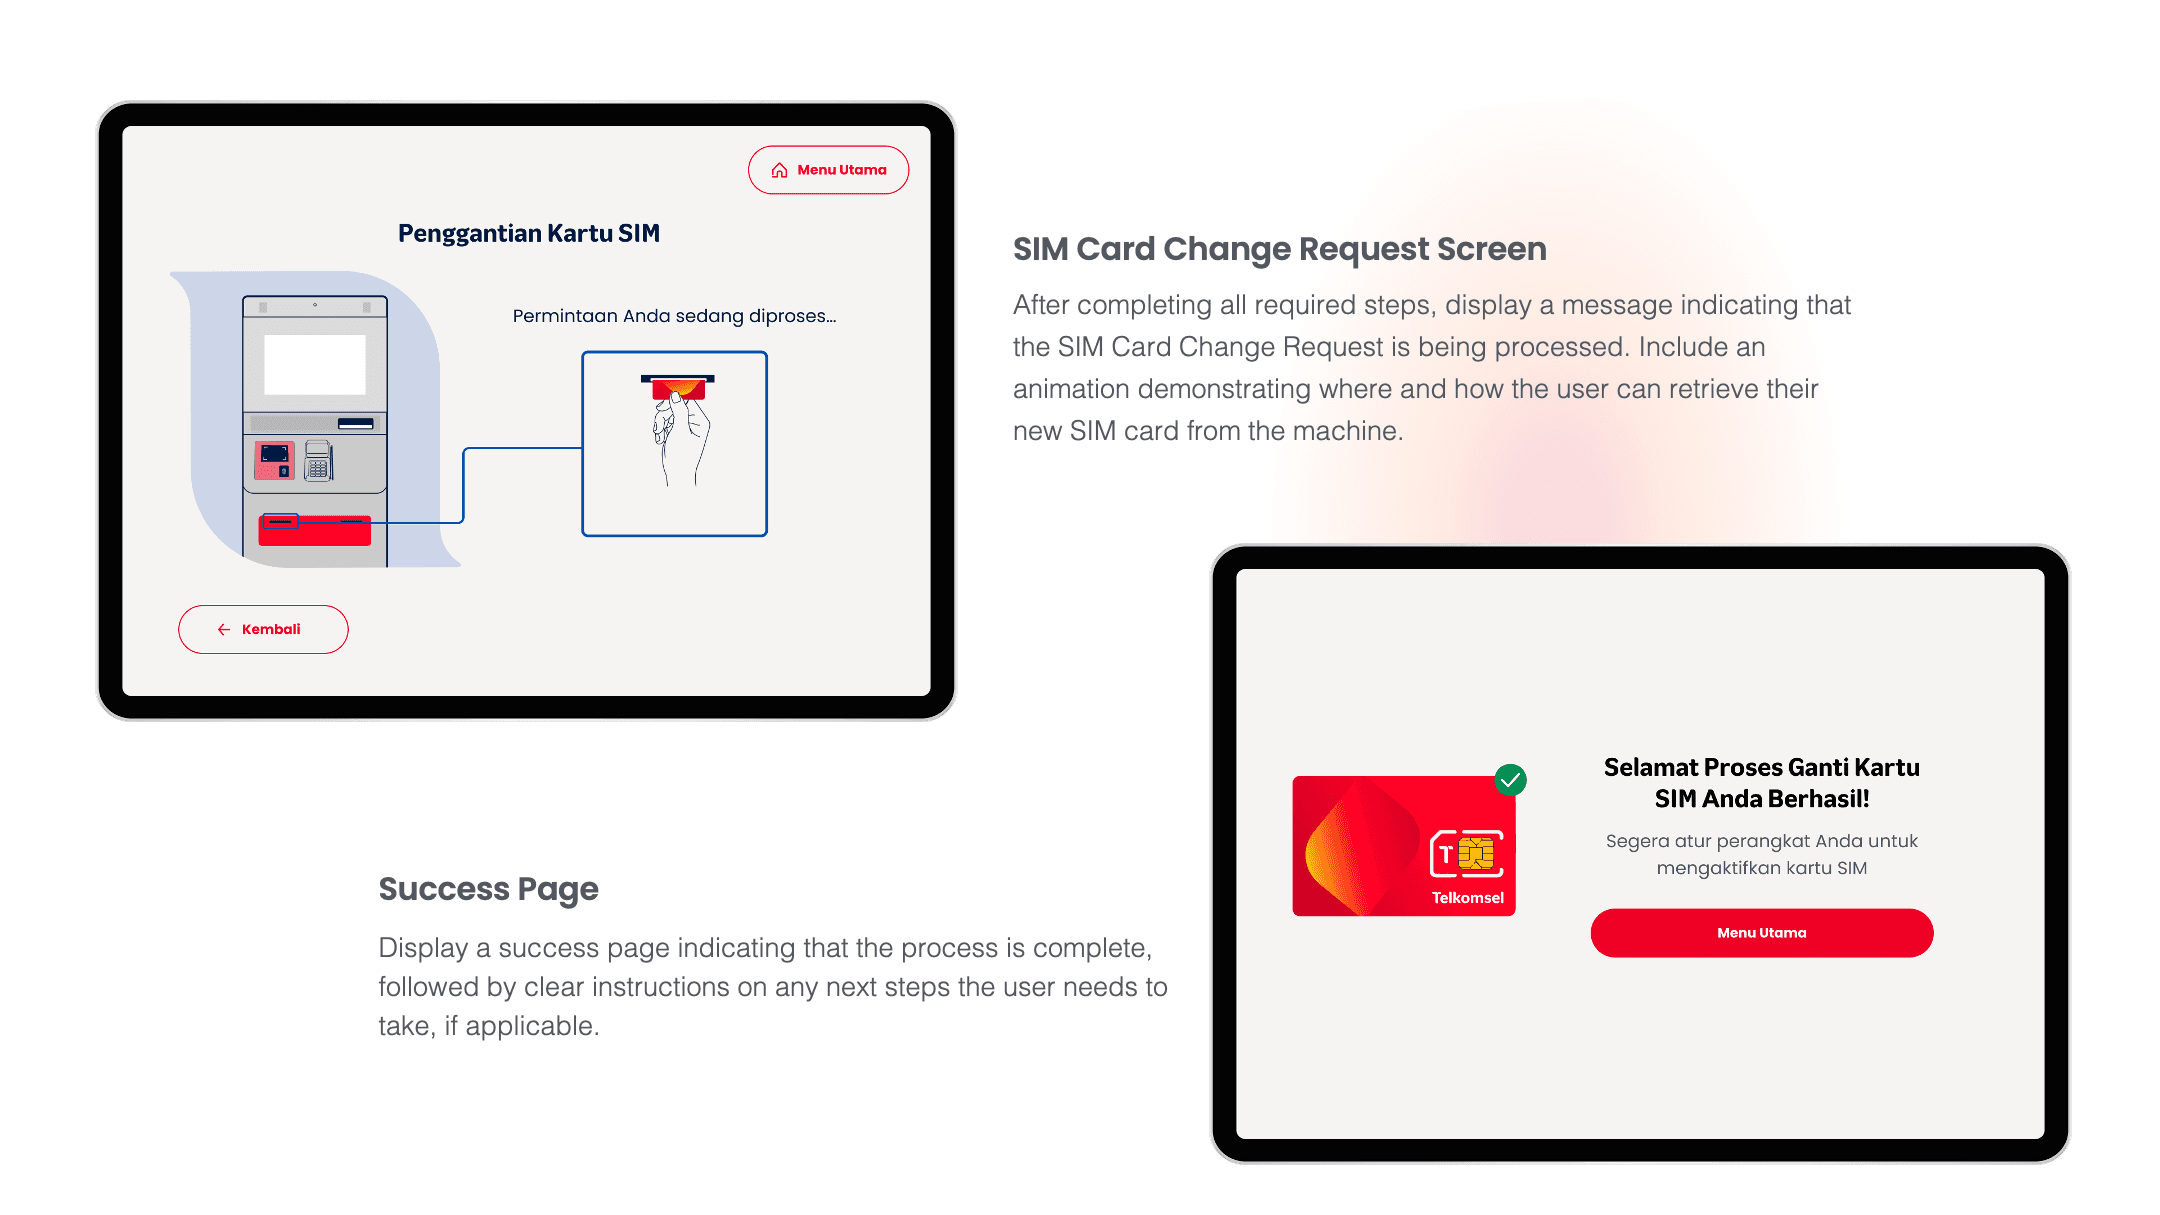 Menu Utama
Penggantian Kartu SIM
Permintaan Anda sedang diproses...
Kembali
SIM Card Change Request Screen
After completing all required steps, display a message indicating that
the SIM Card Change Request is being processed. Include an
animation demonstrating where and how the user can retrieve their
new SIM card from the machine.
Success Page
Display a success page indicating that the process is complete,
followed by clear instructions on any next steps the user needs to
take, if applicable.
T
Telkomsel
Selamat Proses Ganti Kartu
SIM Anda Berhasil!
Segera atur perangkat Anda untuk
mengaktifkan kartu SIM
Menu Utama